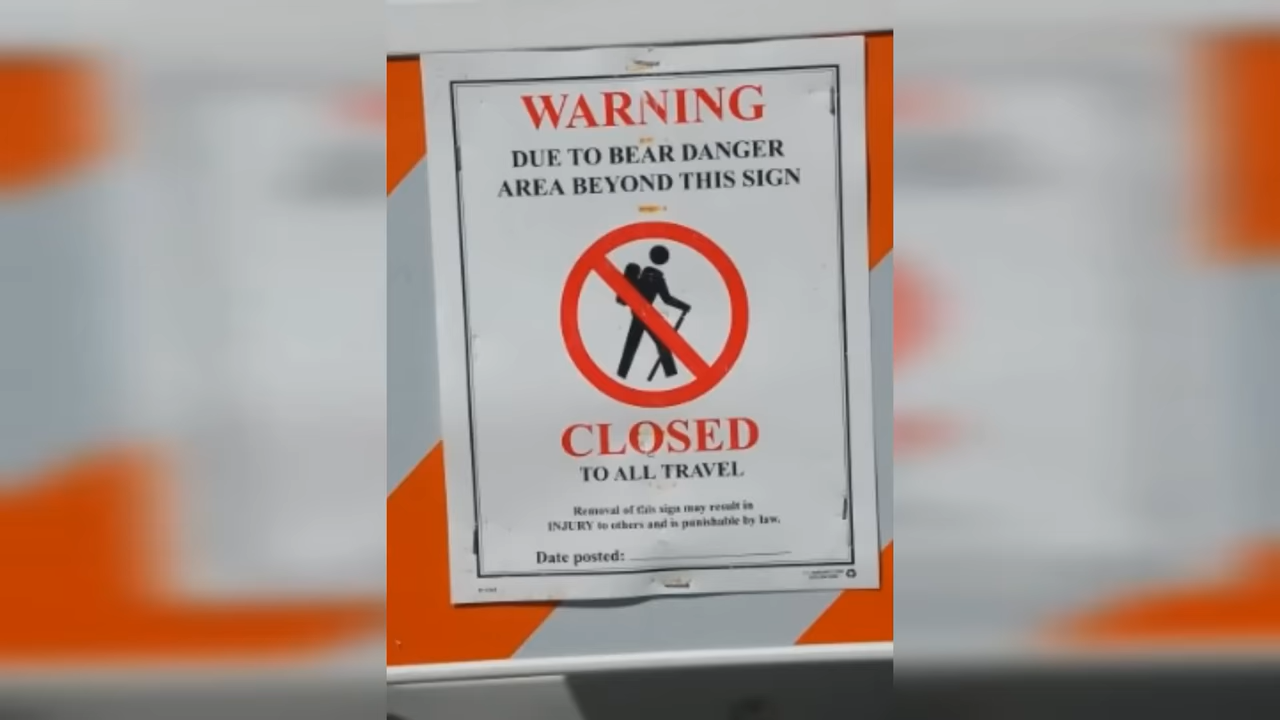 WARNING
DUE TO BEAR DANGER
AREA BEYOND THIS SIGN
CLOSED
TO ALL TRAVEL
Removal of this sign may result in
INJURY to others and is punishable by law.
Date posted: